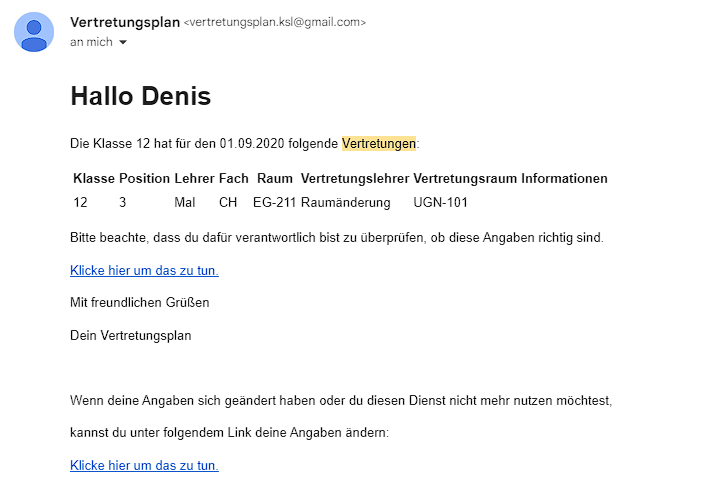 Vertretungsplan <vertretungsplan.ksl@gmail.com>
an mich
Hallo Denis
Die Klasse 12 hat für den 01.09.2020 folgende Vertretungen:
Klasse Position Lehrer Fach Raum Vertretungslehrer Vertretungsraum Informationen
12 3 Mal CH EG-211 Raumänderung UGN-101
Bitte beachte, dass du dafür verantwortlich bist zu überprüfen, ob diese Angaben richtig sind.
Klicke hier um das zu tun.
Mit freundlichen Grüßen
Dein Vertretungsplan
Wenn deine Angaben sich geändert haben oder du diesen Dienst nicht mehr nutzen möchtest,
kannst du unter folgendem Link deine Angaben ändern:
Klicke hier um das zu tun.